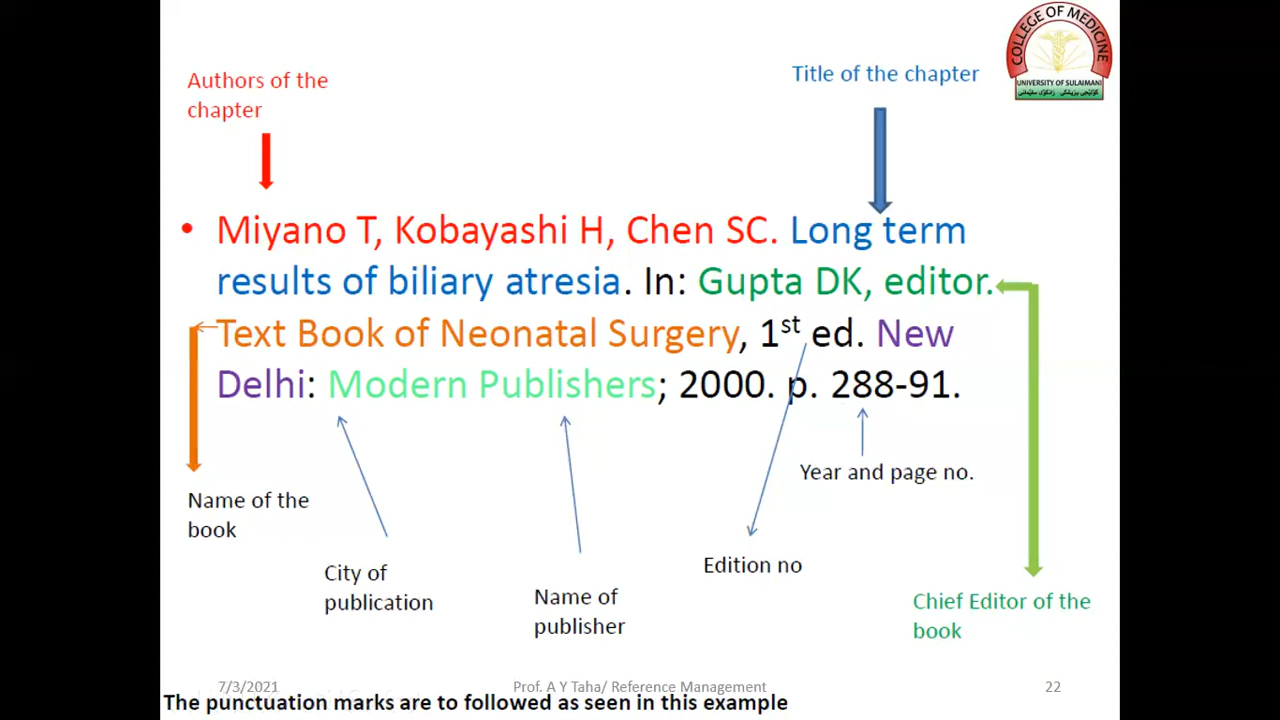 COLLEGE OF MEDICINE
UNIVERSITY OF SULAIMANI
Authors of the
chapter
Title of the chapter
• Miyano T, Kobayashi H, Chen SC. Long term
results of biliary atresia. In: Gupta DK, editor.
Text Book of Neonatal Surgery, 1st ed. New
Delhi: Modern Publishers; 2000. p. 288-91.
Year and page no.
Name of the
book
City of
publication
Name of
publisher
Edition no
Chief Editor of the
book
7/3/2021
Prof. A Y Taha/ Reference Management
22
The punctuation marks are to followed as seen in this example